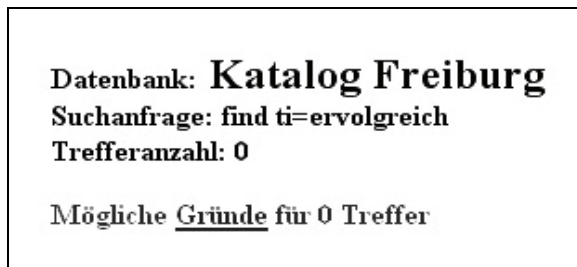 Datenbank: Katalog Freiburg
Suchanfrage: find ti=ervolgreich
Trefferanzahl: 0
Mögliche Gründe für 0 Treffer